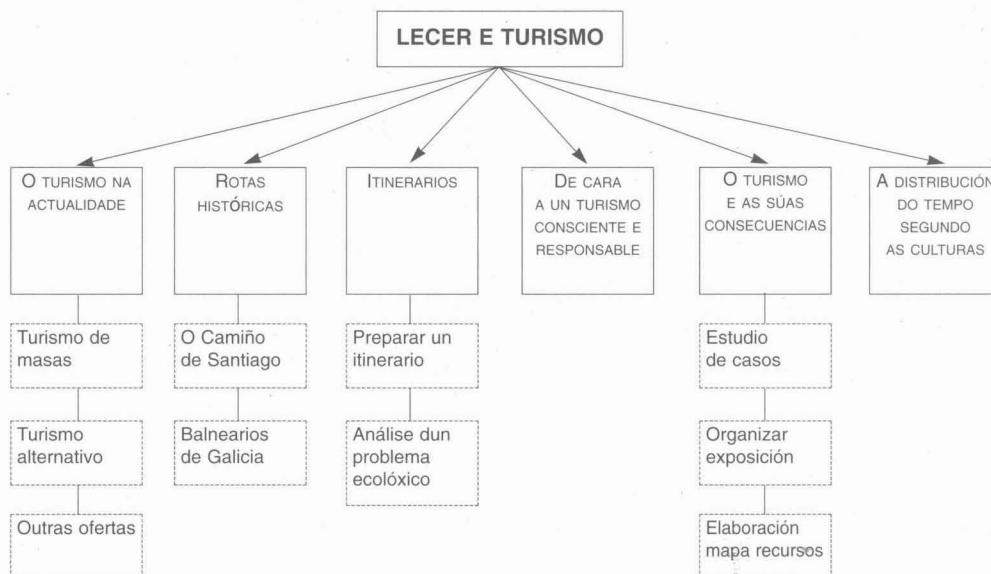 LECER E TURISMO
O TURISMO NA
ACTUALIDADE
ROTAS
HISTÓRICAS
ITINERARIOS
DE CARA
A UN TURISMO
CONSCIENTE E
RESPONSABLE
O TURISMO
E AS SÚAS
CONSECUENCIAS
A DISTRIBUCIÓN
DO TEMPO
SEGUNDO
AS CULTURAS
Turismo de
masas
Turismo
alternativo
Outras ofertas
O Camiño
de Santiago
Balnearios
de Galicia
Preparar un
itinerario
Análise dun
problema
ecolóxico
Estudio
de casos
Organizar
exposición
Elaboración
mapa recursos